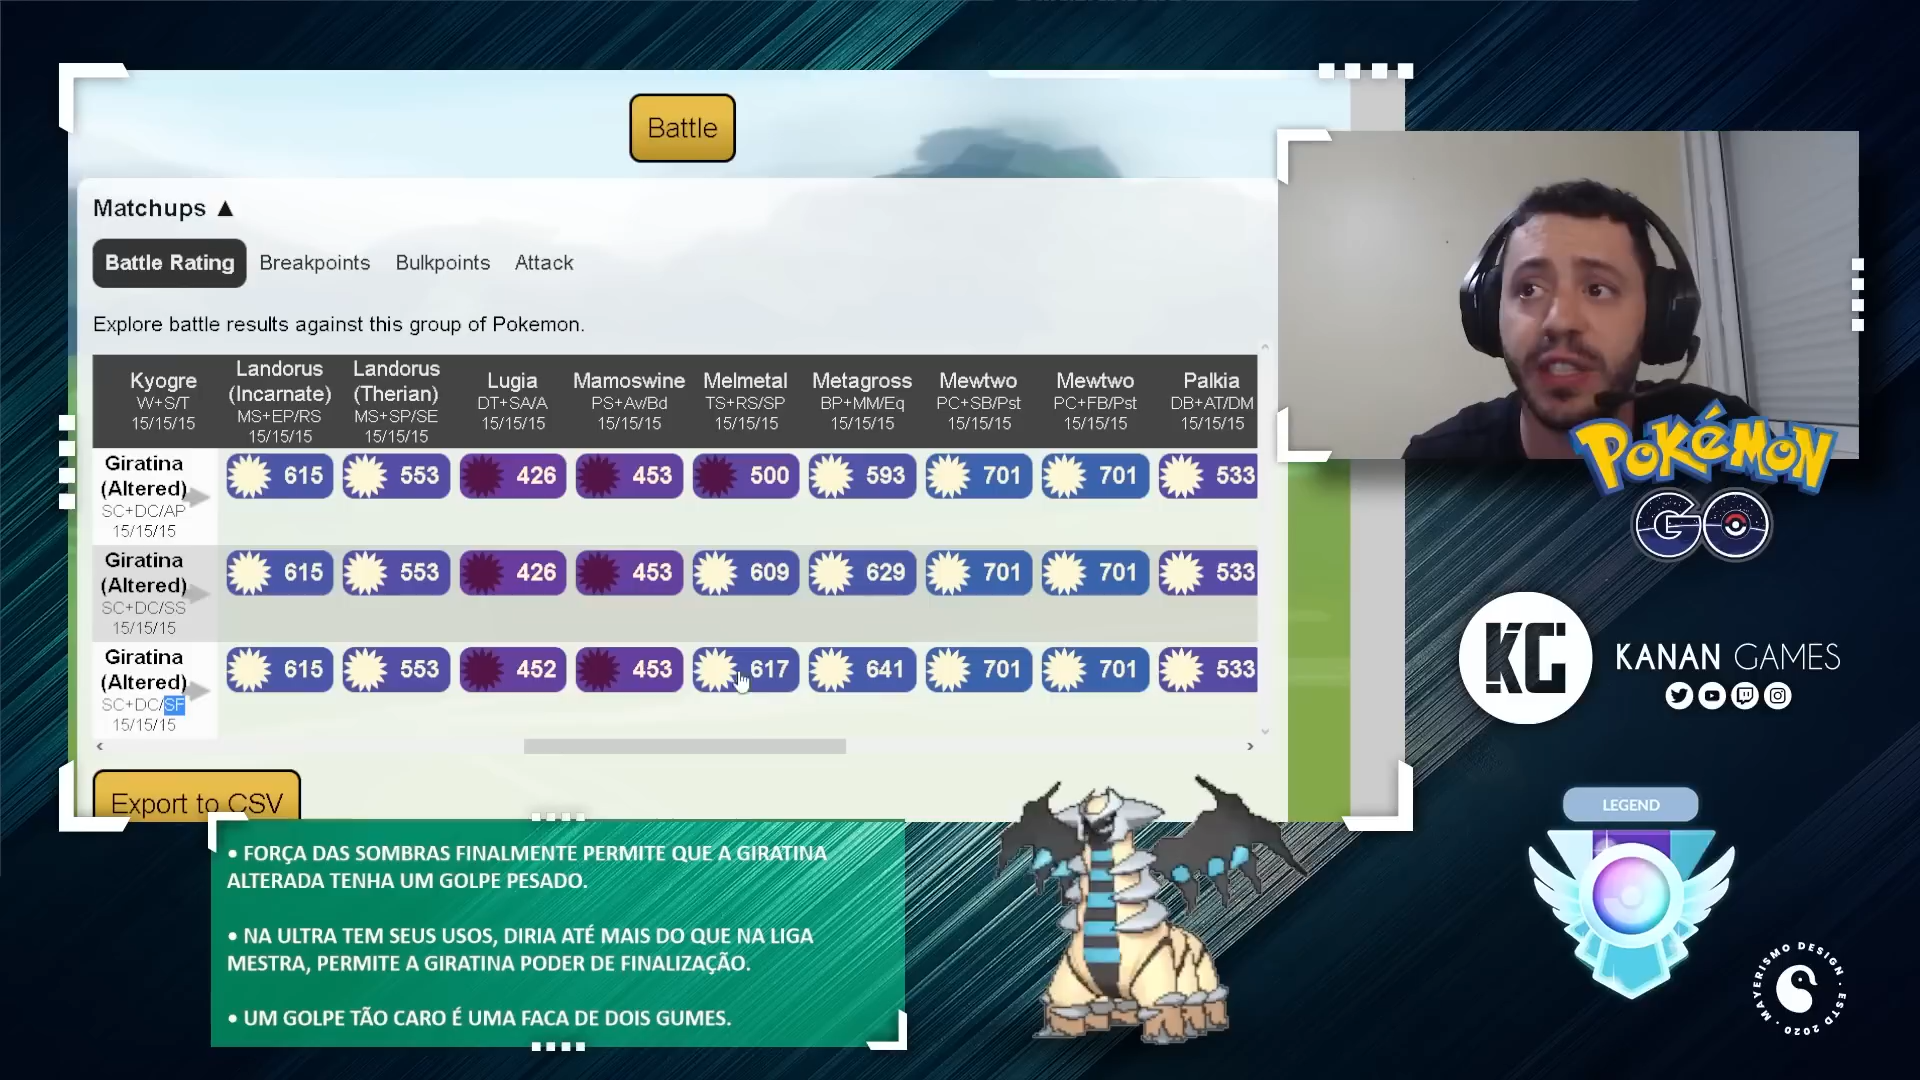 Battle
Matchups ▲
Battle Rating Breakpoints Bulkpoints Attack
Explore battle results against this group of Pokemon.
Kyogre
W+S/T
15/15/15
Landorus
(Incarnate)
MS+EP/RS
15/15/15
Landorus
(Therian)
MS+SP/SE
15/15/15
Lugia
DT+SA/A
15/15/15
Mamoswine
PS+Av/Bd
15/15/15
Melmetal
TS+RS/SP
15/15/15
Metagross
BP+MM/Eq
15/15/15
Mewtwo
PC+SB/Pst
15/15/15
Mewtwo
PC+FB/Pst
15/15/15
Palkia
DB+AT/DM
15/15/15
Giratina
(Altered)
SC+DC/AP
15/15/15
615 553 426 453 500 593 701 701 533
Giratina
(Altered)
SC+DC/SS
15/15/15
615 553 426 453 609 629 701 701 533
Giratina
(Altered)
SC+DC/SF
15/15/15
615 553 452 453 617 641 701 701 533
Export to CSV
• FORÇA DAS SOMBRAS FINALMENTE PERMITE QUE A GIRATINA
ALTERADA TENHA UM GOLPE PESADO.
• NA ULTRA TEM SEUS USOS, DIRIA ATÉ MAIS DO QUE NA LIGA
MESTRA, PERMITE A GIRATINA PODER DE FINALIZAÇÃO.
• UM GOLPE TÃO CARO É UMA FACA DE DOIS GUMES.
POKÉMON
GO
KG
KANAN GAMES
LEGEND
MAYERISMO DESIGN · ESTD 2020 ·